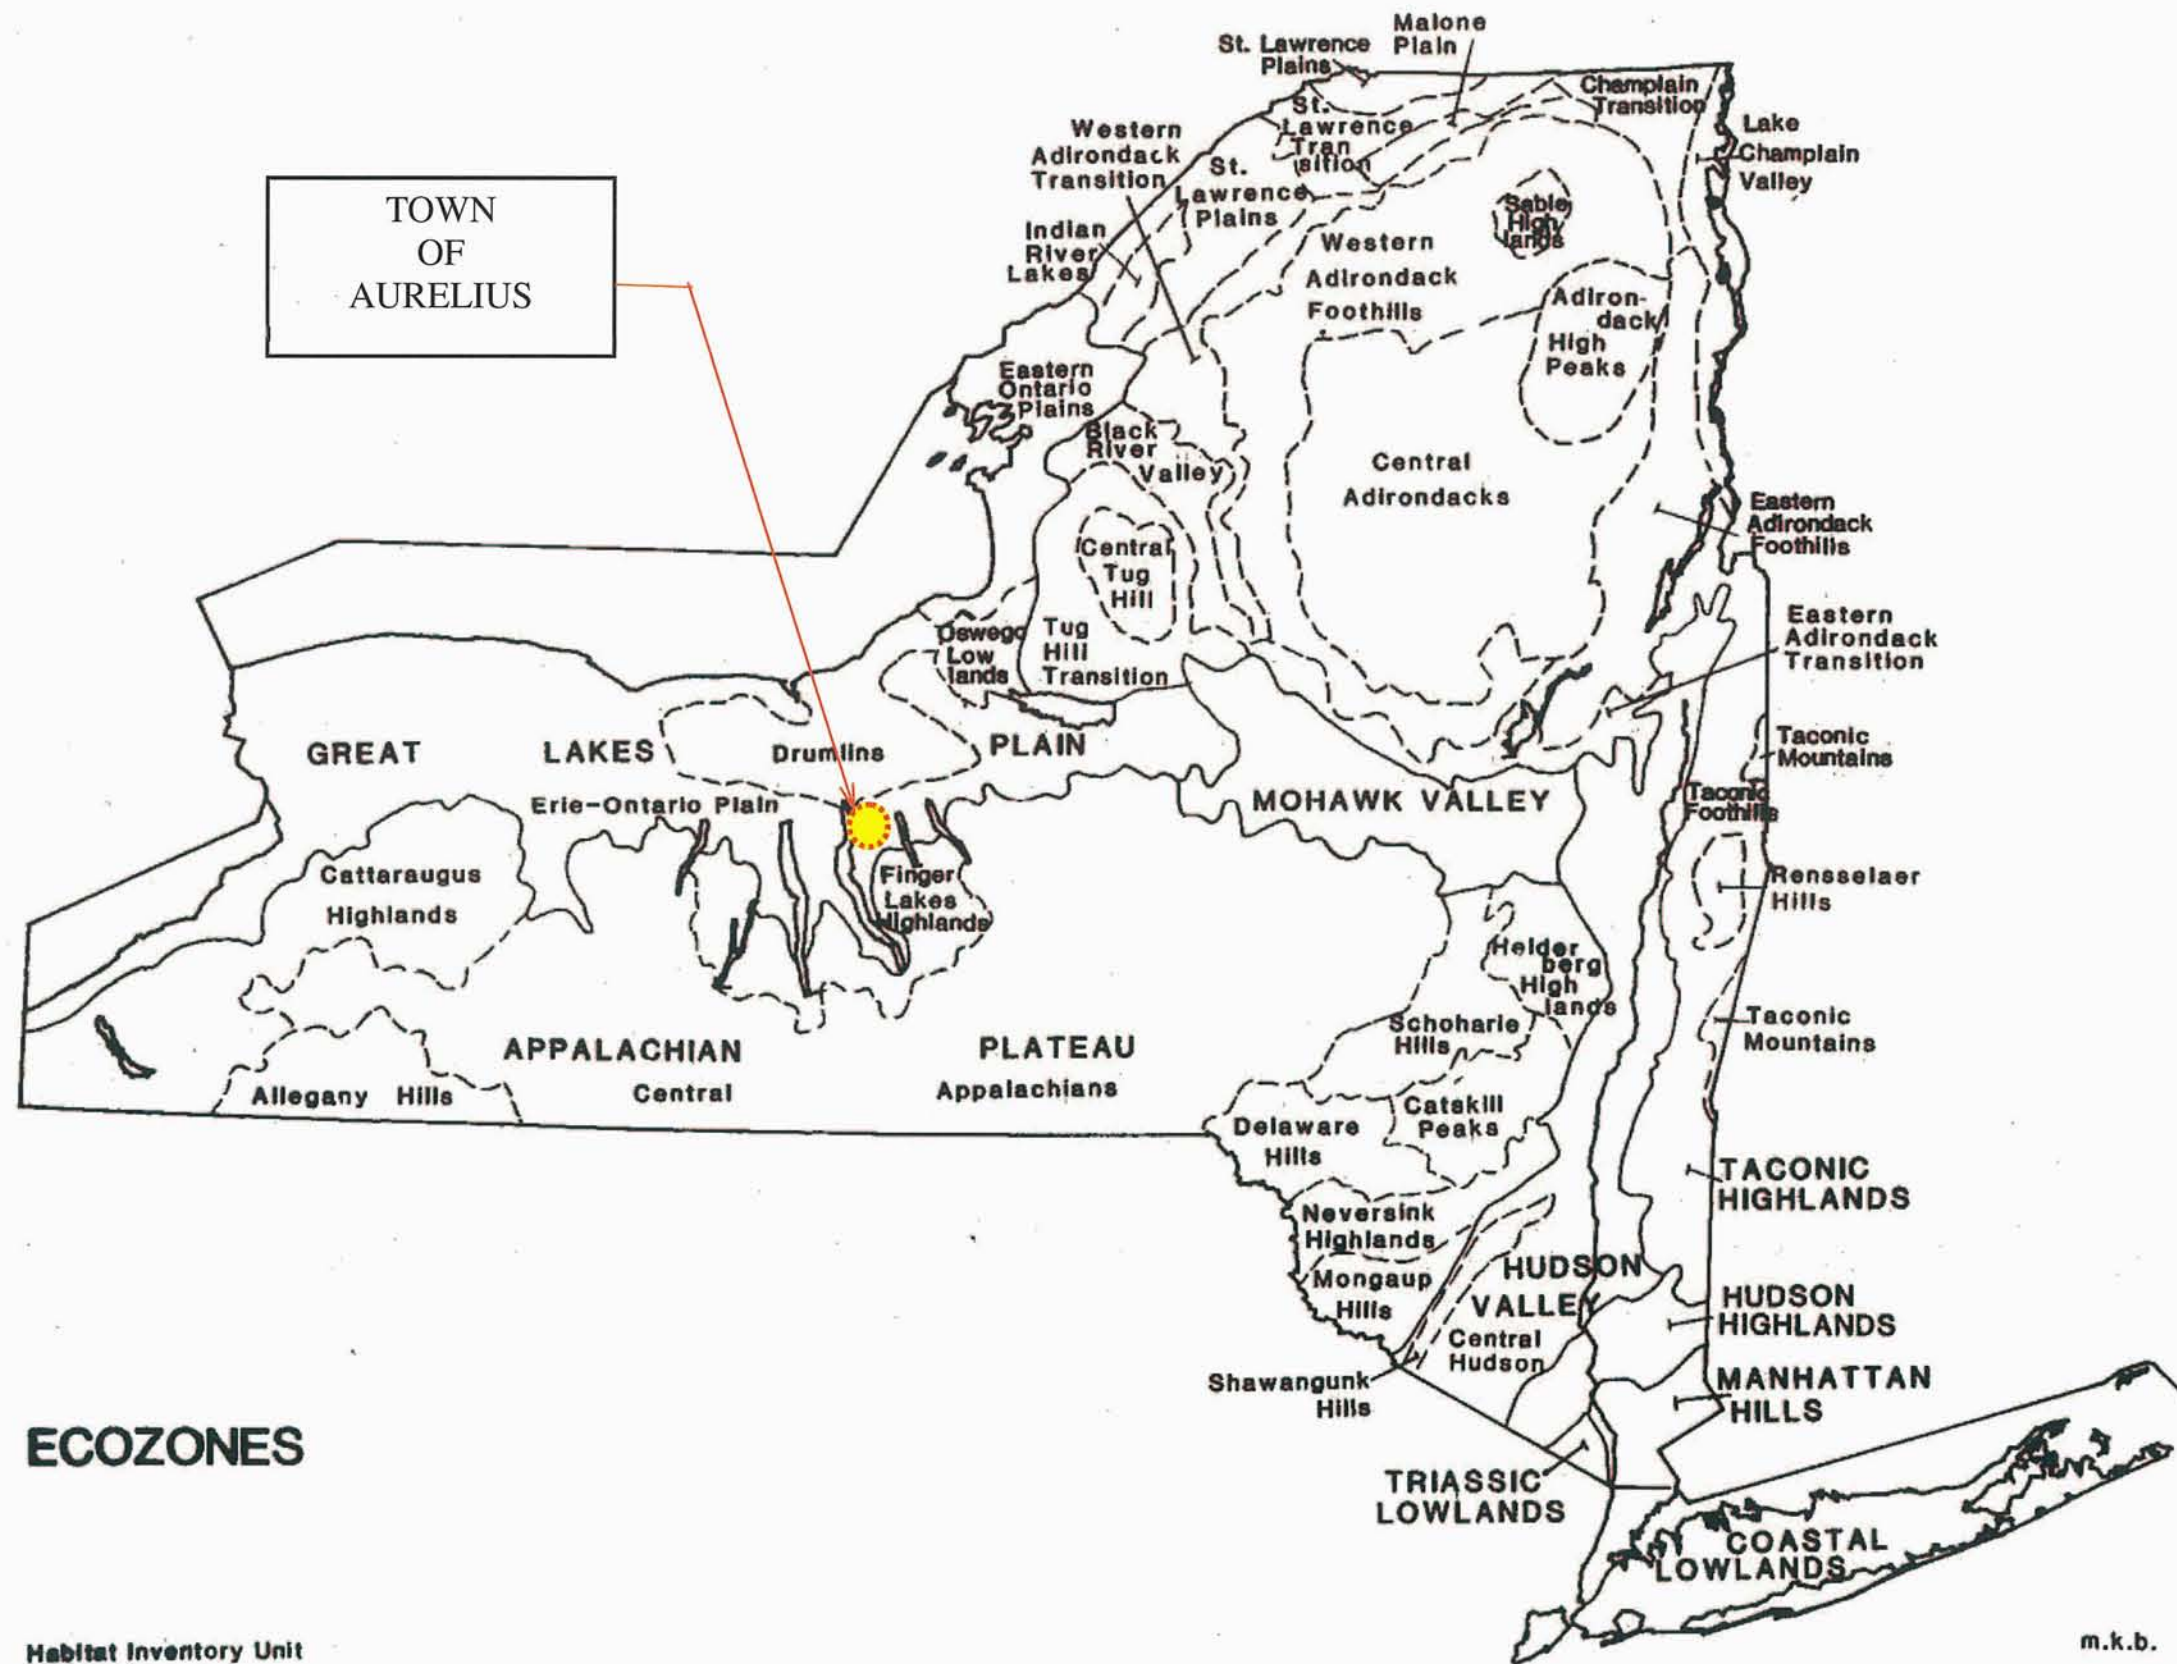 Malone
Plain
St. Lawrence
Plains
Champlain
Transition
St.
Lawrence
Tran
sition
Western
Adirondack
Transition
Lake
Champlain
Valley
St.
Lawrence
Plains
TOWN
OF
AURELIUS
Sable
High
lands
Indian
River
Lakes
Western
Adirondack
Foothills
Adiron-
dack
High
Peaks
Eastern
Ontario
Plains
Black
River
Valley
Central
Adirondacks
Eastern
Adirondack
Foothills
Central
Tug
Hill
Eastern
Adirondack
Transition
Oswego
Low
lands
Tug
Hill
Transition
GREAT LAKES PLAIN
Drumlins
Taconic
Mountains
Erie-Ontario Plain
MOHAWK VALLEY
Taconic
Foothills
Cattaraugus
Highlands
Finger
Lakes
Highlands
Rensselaer
Hills
Helder
berg
High
lands
Schoharie
Hills
Taconic
Mountains
APPALACHIAN PLATEAU
Allegany Hills
Central Appalachians
Catskill
Peaks
Delaware
Hills
TACONIC
HIGHLANDS
Neversink
Highlands
Mongaup
Hills
HUDSON
VALLEY
Central
Hudson
HUDSON
HIGHLANDS
Shawangunk
Hills
MANHATTAN
HILLS
ECOZONES
TRIASSIC
LOWLANDS
COASTAL
LOWLANDS
Habitat Inventory Unit
m.k.b.